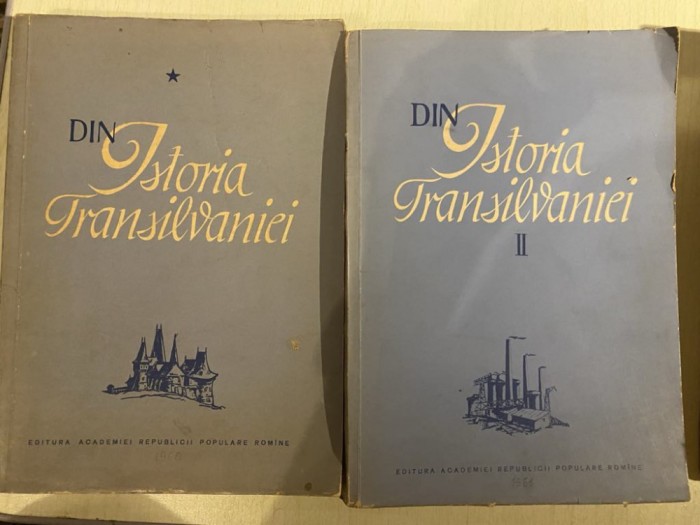 DIN
Istoria
Transilvaniei
EDITURA ACADEMIEI REPUBLICII POPULARE ROMÎNE
DIN
Istoria
Transilvaniei
II
EDITURA ACADEMIEI REPUBLICII POPULARE ROMÎNE